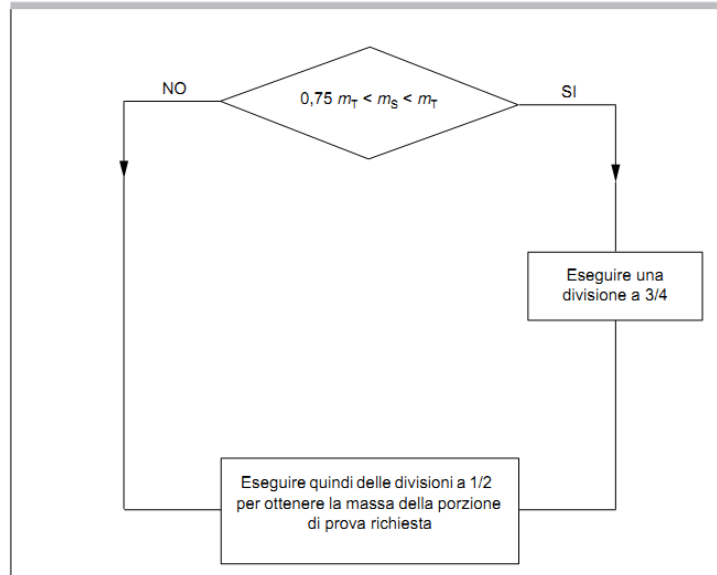 NO
0,75 mT < mS < mT
SI
Eseguire una
divisione a 3/4
Eseguire quindi delle divisioni a 1/2
per ottenere la massa della porzione
di prova richiesta